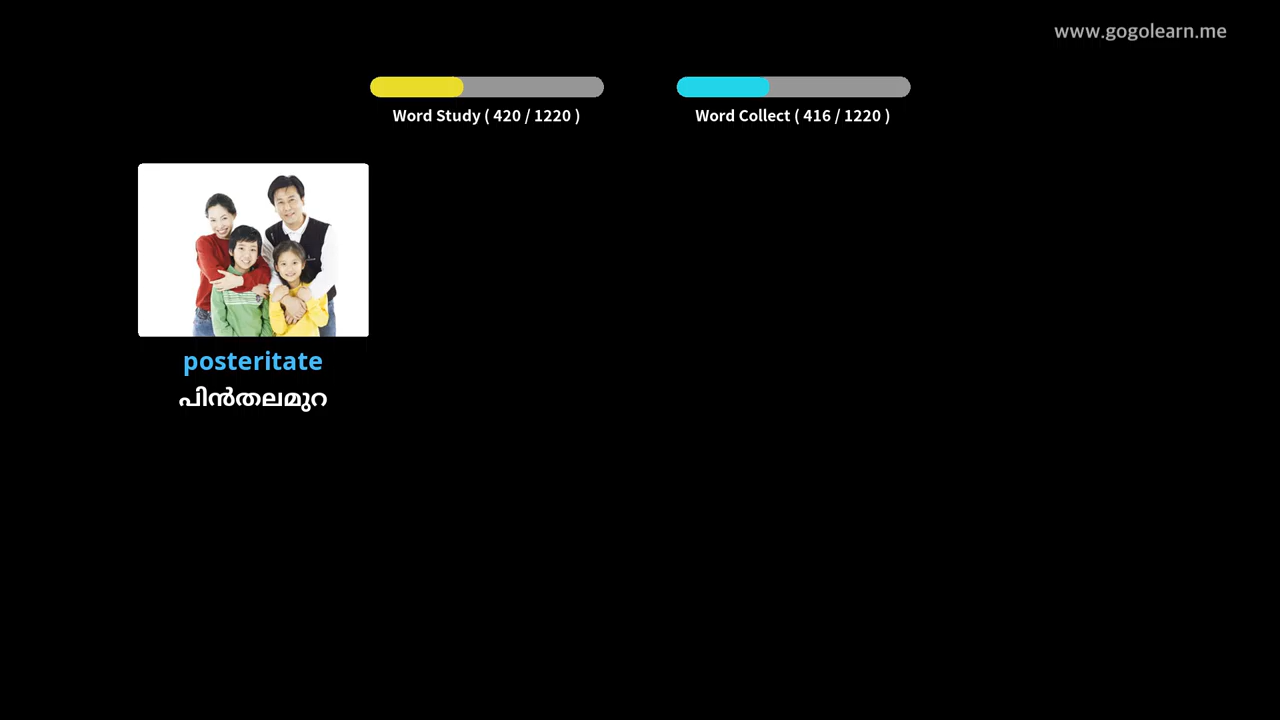 www.gogolearn.me
Word Study ( 420 / 1220 )
Word Collect ( 416 / 1220 )
posteritate
പിൻതലമുറ